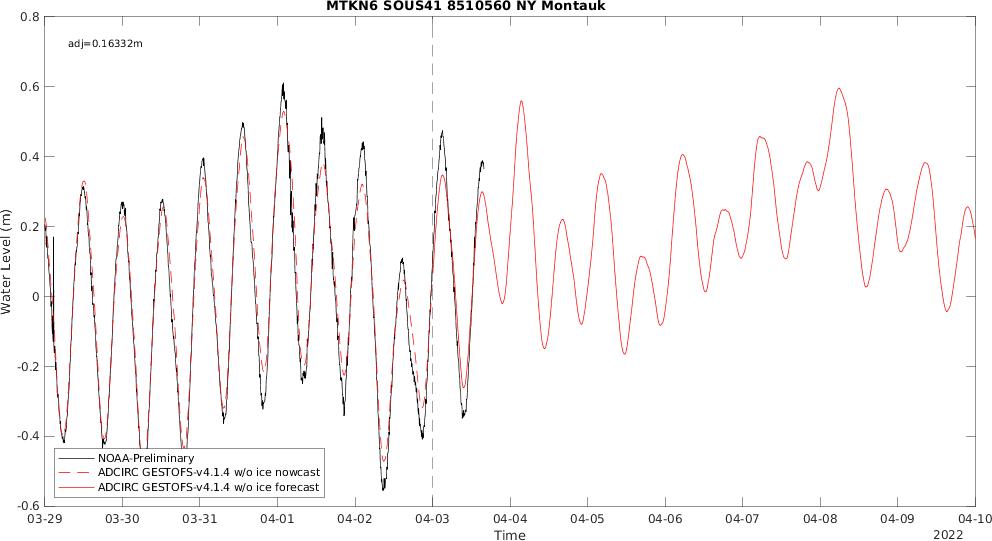 MTKN6 SOUS41 8510560 NY Montauk
adj=0.16332m
Water Level (m)
0.8
0.6
0.4
0.2
0
-0.2
-0.4
-0.6
NOAA-Preliminary
ADCIRC GESTOFS-v4.1.4 w/o ice nowcast
ADCIRC GESTOFS-v4.1.4 w/o ice forecast
03-29 03-30 03-31 04-01 04-02 04-03 04-04 04-05 04-06 04-07 04-08 04-09 04-10
Time
2022